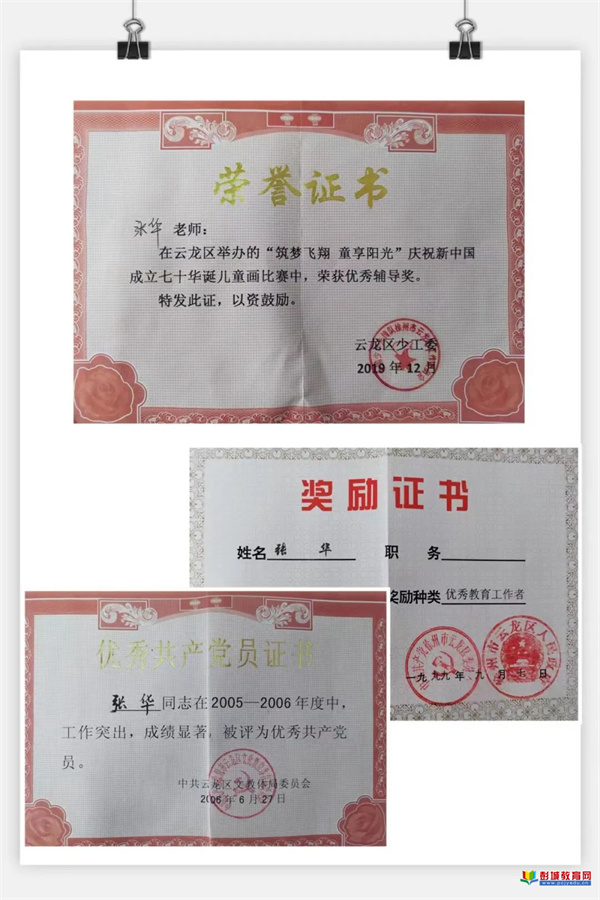 荣誉证书
张华 老师：
在云龙区举办的“筑梦飞翔 童享阳光”庆祝新中国
成立七十华诞儿童画比赛中，荣获优秀辅导奖。
特发此证，以资鼓励。
云龙区少工委
2019 年 12 月
奖励证书
姓名 张 华 职 务
奖励种类 优秀教育工作者
一九九九年九月
优秀共产党员证书
张 华 同志在 2005—2006 年度中，
工作突出，成绩显著，被评为优秀共产党
员。
中共云龙区文教体局委员会
2006 年 6 月 27 日
彭城教育网
www.pcjyedu.cn